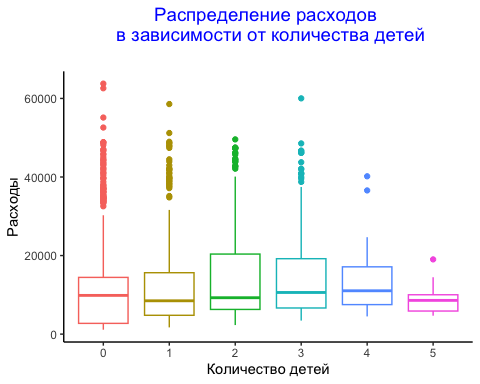 Распределение расходов
в зависимости от количества детей
Расходы
60000
40000
20000
0
0 1 2 3 4 5
Количество детей